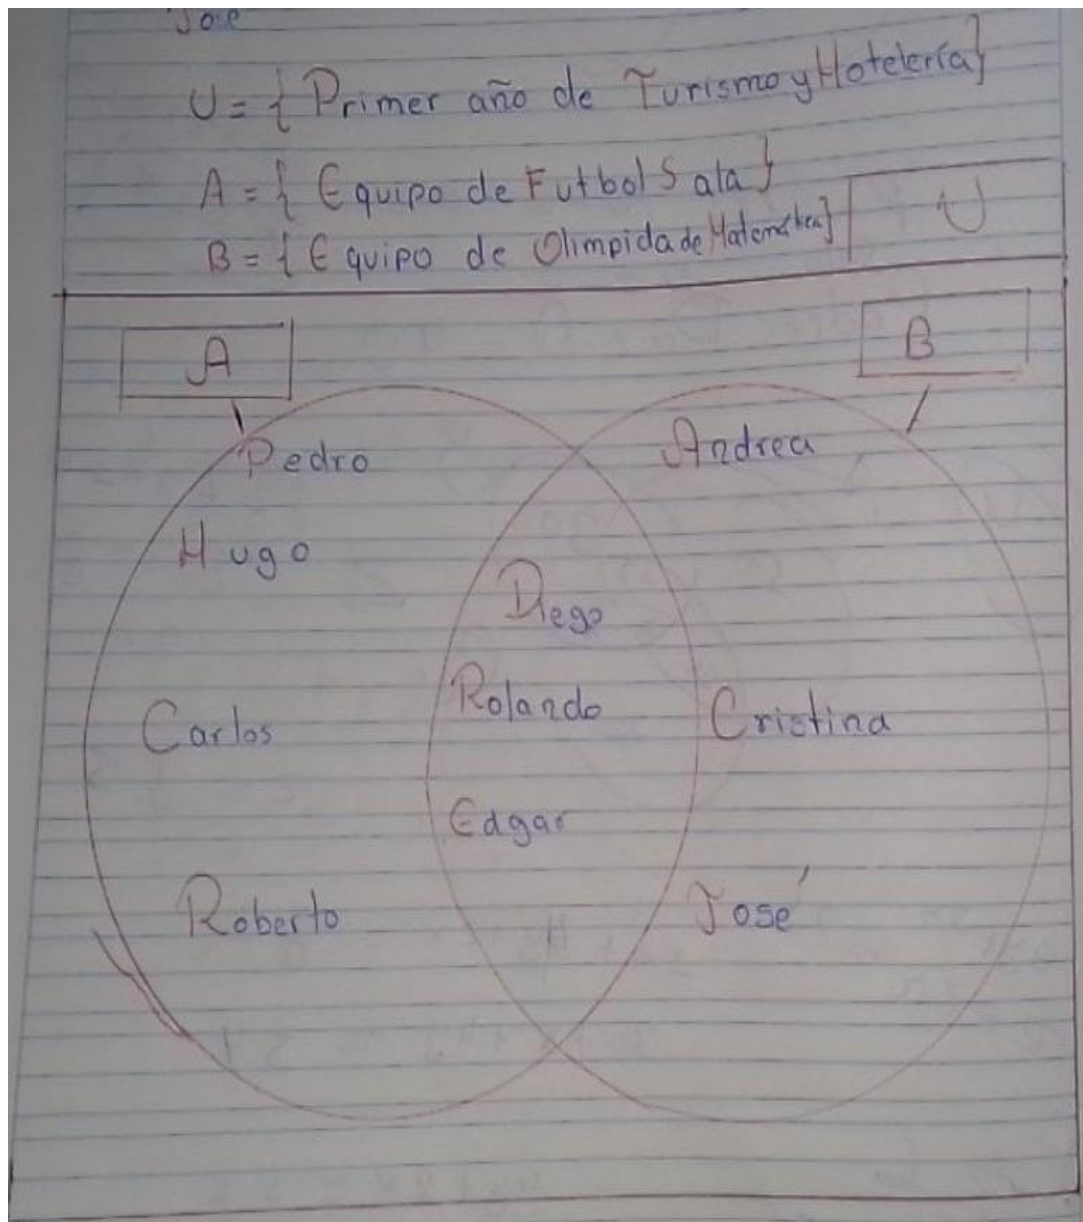 José
U = { Primer año de Turismo y Hotelería}
A = { Equipo de Futbol Sala }
B = { Equipo de Olimpida de Matemática}
U
A
B
Pedro
Andrea
Hugo
Diego
Rolando
Cristina
Carlos
Edgar
Roberto
José